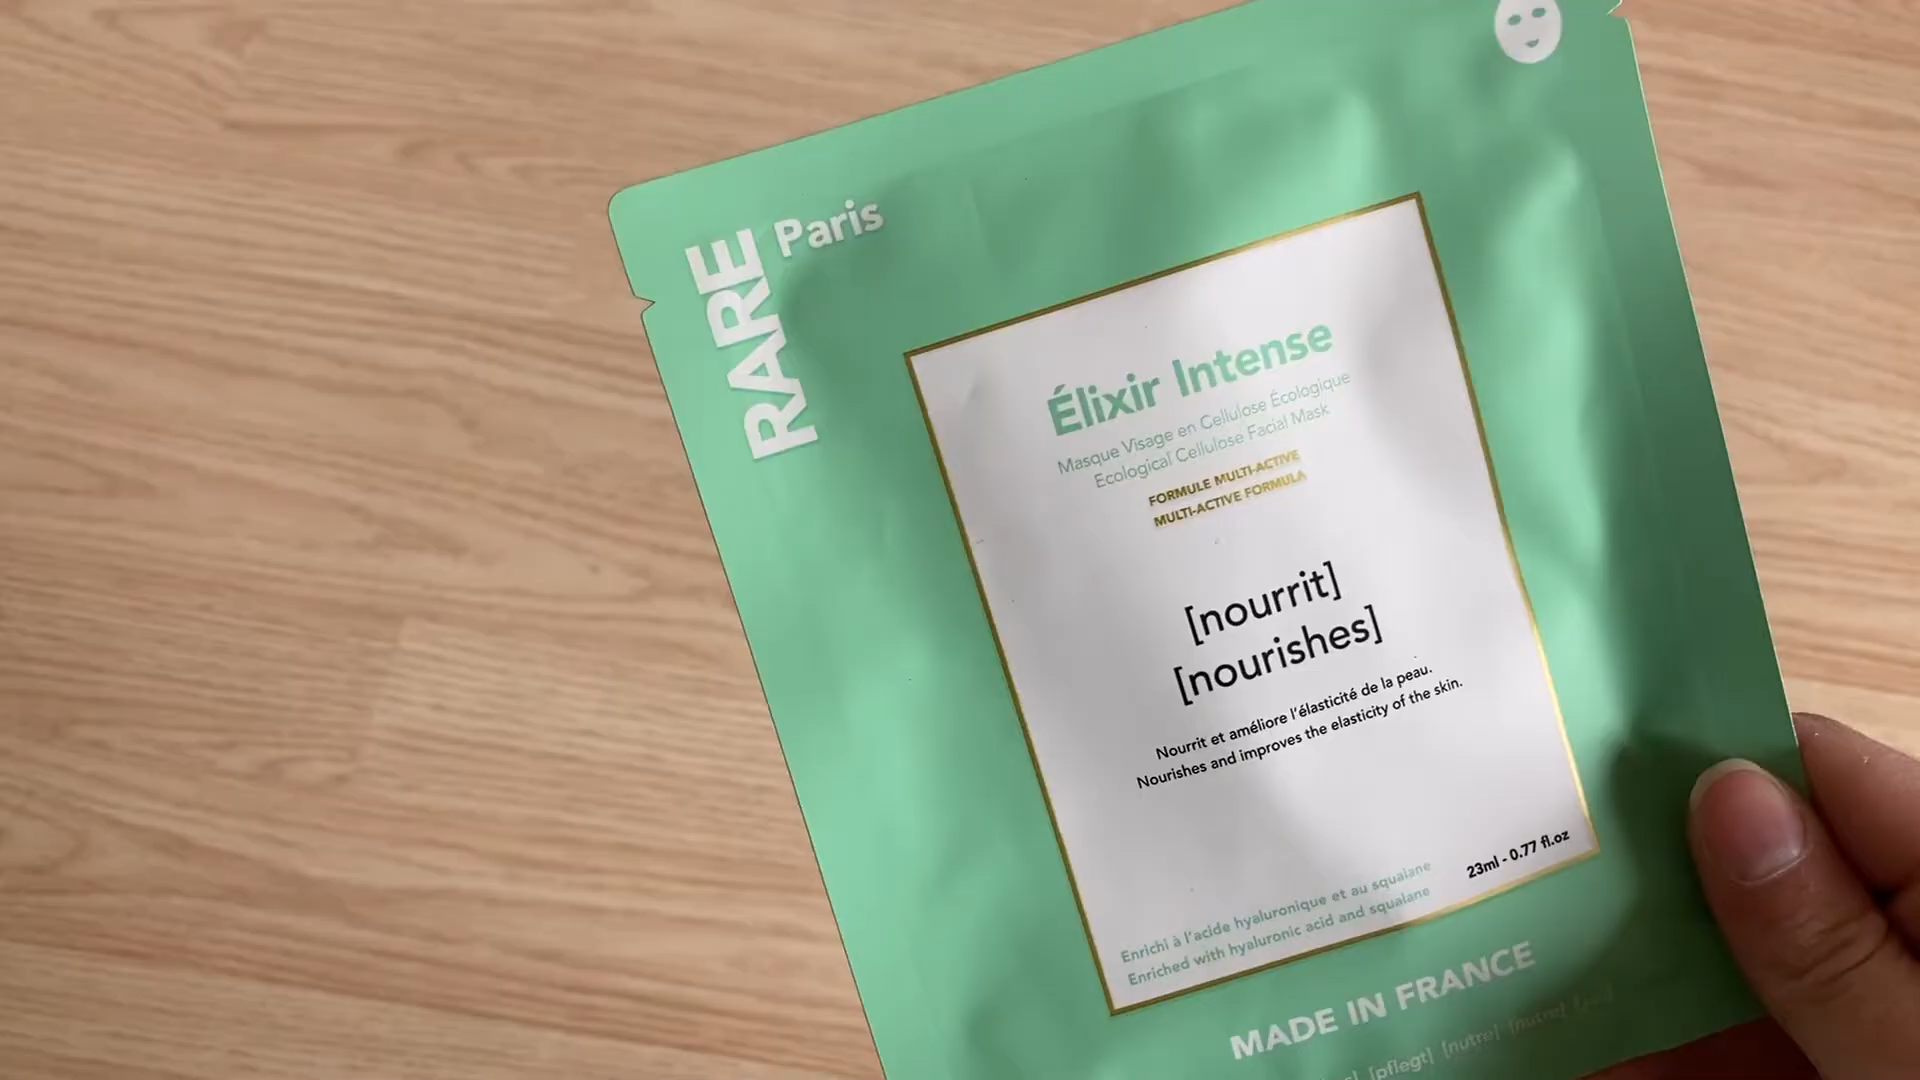 RARE Paris
Élixir Intense
Masque Visage en Cellulose Écologique
Ecological Cellulose Facial Mask
FORMULE MULTI-ACTIVE
MULTI-ACTIVE FORMULA
[nourrit]
[nourishes]
Nourrit et améliore l'élasticité de la peau.
Nourishes and improves the elasticity of the skin.
23ml - 0.77 fl.oz
Enrichi à l'acide hyaluronique et au squalane
Enriched with hyaluronic acid and squalane
MADE IN FRANCE
[pflegt] [nutre] [nutre]